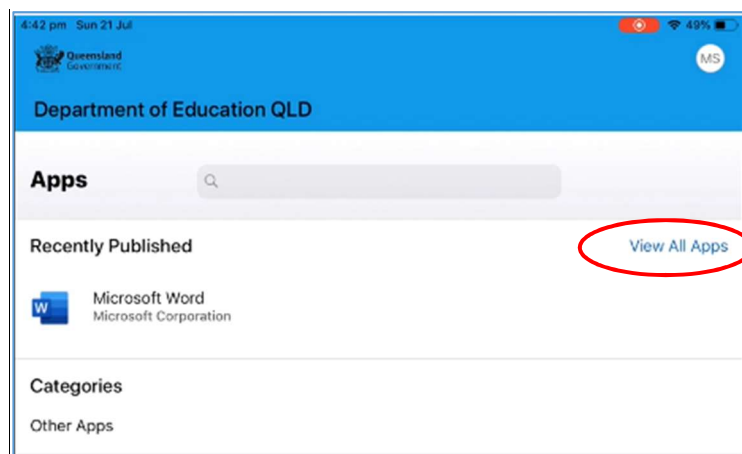 4:42 pm Sun 21 Jul
49%
Queensland
Government
MS
Department of Education QLD
Apps
Recently Published
View All Apps
W
Microsoft Word
Microsoft Corporation
Categories
Other Apps